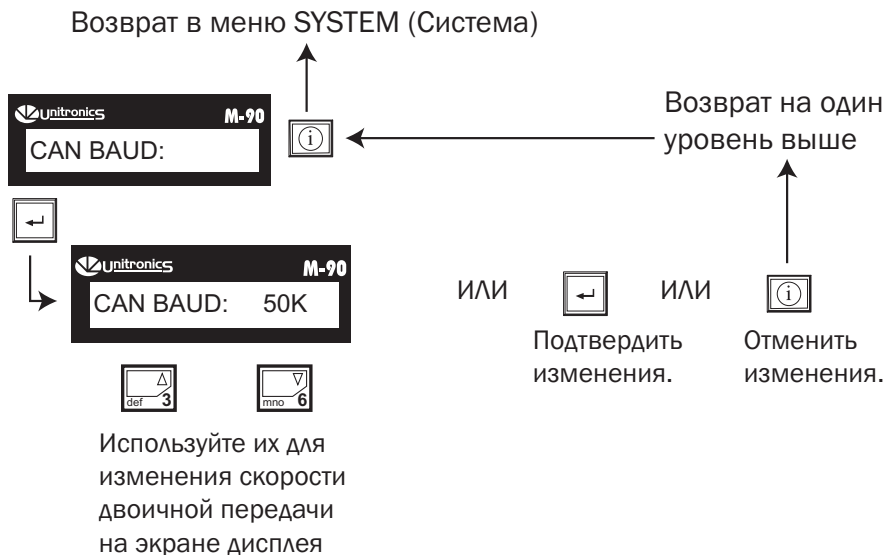 Возврат в меню SYSTEM (Система)
Unitronics M-90
CAN BAUD:
i
Возврат на один
уровень выше
Unitronics M-90
CAN BAUD: 50K
ИЛИ
ИЛИ
i
Подтвердить
изменения.
Отменить
изменения.
def 3
mno 6
Используйте их для
изменения скорости
двоичной передачи
на экране дисплея